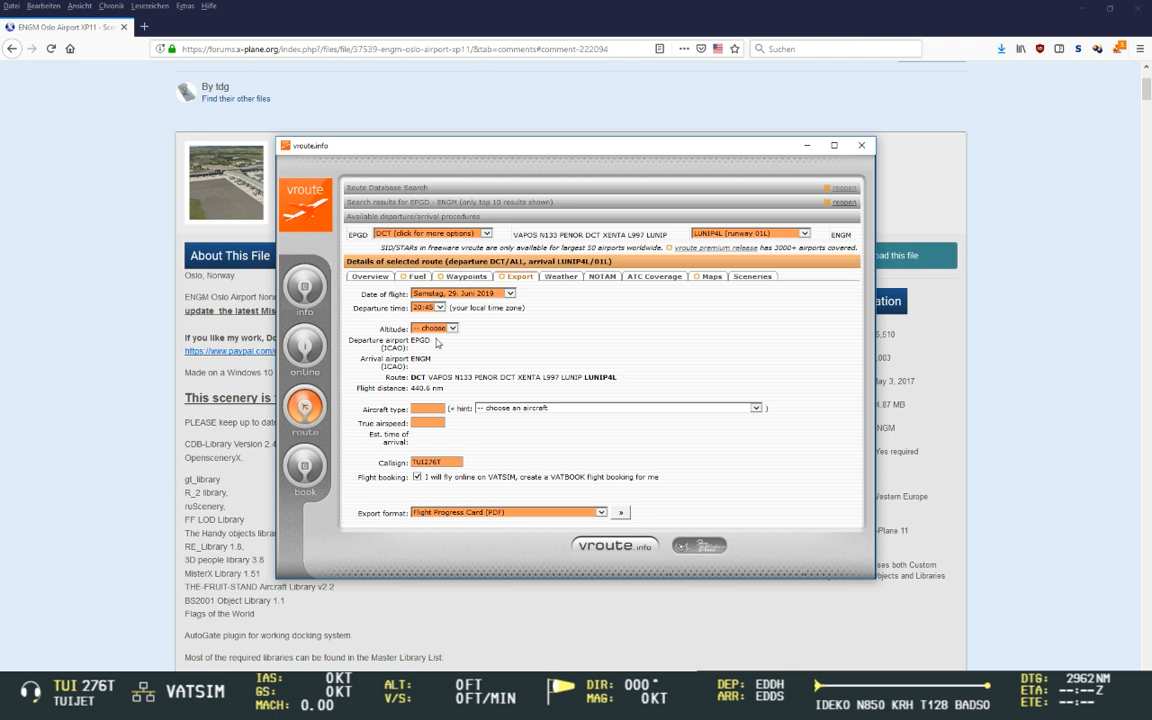 Datei Bearbeiten Ansicht Chronik Lesezeichen Extras Hilfe
ENGM Oslo Airport XP11 - Sce
https://forums.x-plane.org/index.php?/files/file/37539-engm-oslo-airport-xp11/&tab=comments#comment-222094
Suchen
3
By tdg
Find their other files
vroute.info
vroute
Route Database Search
reopen
Search results for EPGD - ENGM (only top 10 results shown)
reopen
Available departure/arrival procedures
EPGD DCT (click for more options) VAPOS N133 PENOR DCT XENTA L997 LUNIP LUNIP4L (runway 01L) ENGM
SID/STARs in freeware vroute are only available for largest 50 airports worldwide. vroute premium release has 3000+ airports covered.
Details of selected route (departure DCT/ALL, arrival LUNIP4L/01L)
Overview Fuel Waypoints Export Weather NOTAM ATC Coverage Maps Sceneries
Date of flight: Samstag, 29. Juni 2019
Departure time: 20:45 (your local time zone)
Altitude: -- choose
Departure airport (ICAO): EPGD
Arrival airport (ICAO): ENGM
Route: DCT VAPOS N133 PENOR DCT XENTA L997 LUNIP LUNIP4L
Flight distance: 440.6 nm
Aircraft type: (« hint: -- choose an aircraft )
True airspeed:
Est. time of arrival:
Callsign: TUI276T
Flight booking: I will fly online on VATSIM, create a VATBOOK flight booking for me
Export format: Flight Progress Card (PDF) »
vroute.info
info
online
route
book
About This File
oad this file
Oslo, Norway.
ENGM Oslo Airport Norw
update the latest Mis
ation
If you like my work, Do
https://www.paypal.com/
5,510
,003
Made on a Windows 10
ay 3, 2017
This scenery is
4.87 MB
PLEASE keep up to date
NGM
CDB-Library Version 2.4
Yes required
OpensceneryX,
gt_library
R_2 library,
/estern Europe
ruScenery,
FF LOD Library
-Plane 11
The Handy objects libra
RE_Library 1.8,
ses both Custom
3D people library 3.8
bjects and Libraries
MisterX Library 1.51
THE-FRUIT-STAND Aircraft Library v2.2
BS2001 Object Library 1.1
Flags of the World
AutoGate plugin for working docking system.
Most of the required libraries can be found in the Master Library List:
TUI 276T
TUIJET
VATSIM
IAS: 0KT
GS: 0KT
MACH: 0.00
ALT: 0FT
V/S: 0FT/MIN
DIR: 000°
MAG: 0KT
DEP: EDDH
ARR: EDDS
IDEKO N850 KRH T128 BADSO
DTG: 2962NM
ETA: --:--Z
ETE: --:--